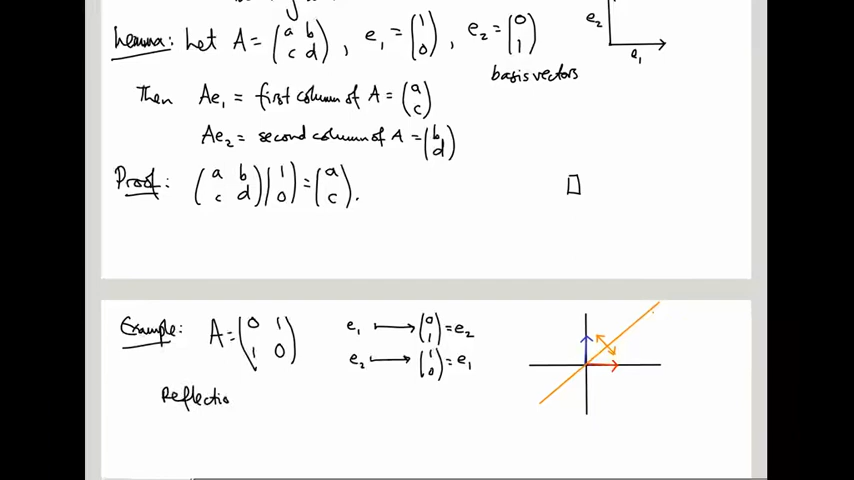 Lemma: Let A = (a b c d), e₁ = (1 0), e₂ = (0 1)
e₂
e₁
basis vectors
Then Ae₁ = first column of A = (a c)
Ae₂ = second column of A = (b d)
Proof: (a b c d)(1 0) = (a c).
Example: A = (0 1 1 0)
e₁ ⟼ (0 1) = e₂
e₂ ⟼ (1 0) = e₁
Reflectio